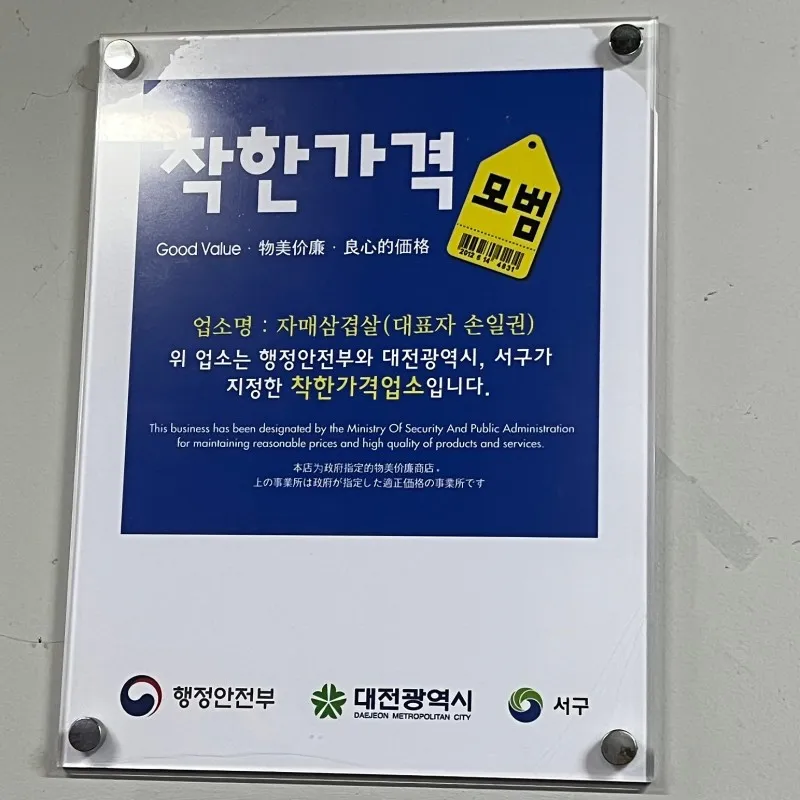 착한가격
모범
2012 6 14 4831
Good Value · 物美价廉 · 良心的価格
업소명 : 자매삼겹살(대표자 손일권)
위 업소는 행정안전부와 대전광역시, 서구가
지정한 착한가격업소입니다.
This business has been designated by the Ministry Of Security And Public Administration
for maintaining reasonable prices and high quality of products and services.
本店为政府指定的物美价廉商店。
上の事業所は政府が指定した適正価格の事業所です
행정안전부
대전광역시
DAEJEON METROPOLITAN CITY
서구